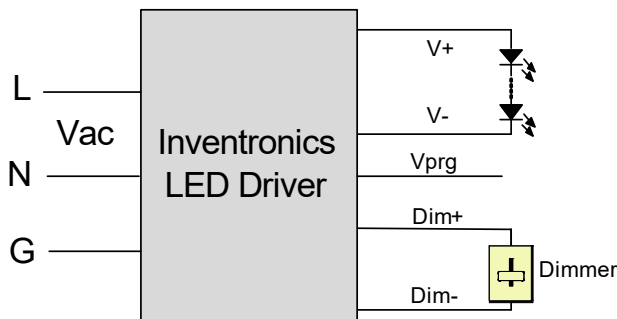 L
Vac
N
G
Inventronics
LED Driver
V+
V-
Vprg
Dim+
Dim-
Dimmer